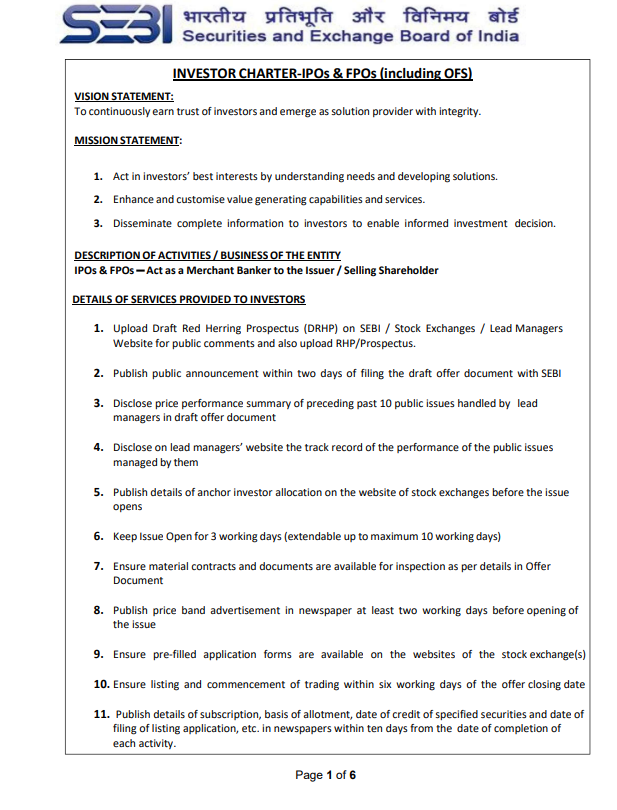 SEBI
भारतीय प्रतिभूति और विनिमय बोर्ड
Securities and Exchange Board of India
INVESTOR CHARTER-IPOs & FPOs (including OFS)
VISION STATEMENT:
To continuously earn trust of investors and emerge as solution provider with integrity.
MISSION STATEMENT:
1. Act in investors’ best interests by understanding needs and developing solutions.
2. Enhance and customise value generating capabilities and services.
3. Disseminate complete information to investors to enable informed investment decision.
DESCRIPTION OF ACTIVITIES / BUSINESS OF THE ENTITY
IPOs & FPOs —Act as a Merchant Banker to the Issuer / Selling Shareholder
DETAILS OF SERVICES PROVIDED TO INVESTORS
1. Upload Draft Red Herring Prospectus (DRHP) on SEBI / Stock Exchanges / Lead Managers
Website for public comments and also upload RHP/Prospectus.
2. Publish public announcement within two days of filing the draft offer document with SEBI
3. Disclose price performance summary of preceding past 10 public issues handled by lead
managers in draft offer document
4. Disclose on lead managers’ website the track record of the performance of the public issues
managed by them
5. Publish details of anchor investor allocation on the website of stock exchanges before the issue
opens
6. Keep Issue Open for 3 working days (extendable up to maximum 10 working days)
7. Ensure material contracts and documents are available for inspection as per details in Offer
Document
8. Publish price band advertisement in newspaper at least two working days before opening of
the issue
9. Ensure pre-filled application forms are available on the websites of the stock exchange(s)
10. Ensure listing and commencement of trading within six working days of the offer closing date
11. Publish details of subscription, basis of allotment, date of credit of specified securities and date of
filing of listing application, etc. in newspapers within ten days from the date of completion of
each activity.
Page 1 of 6